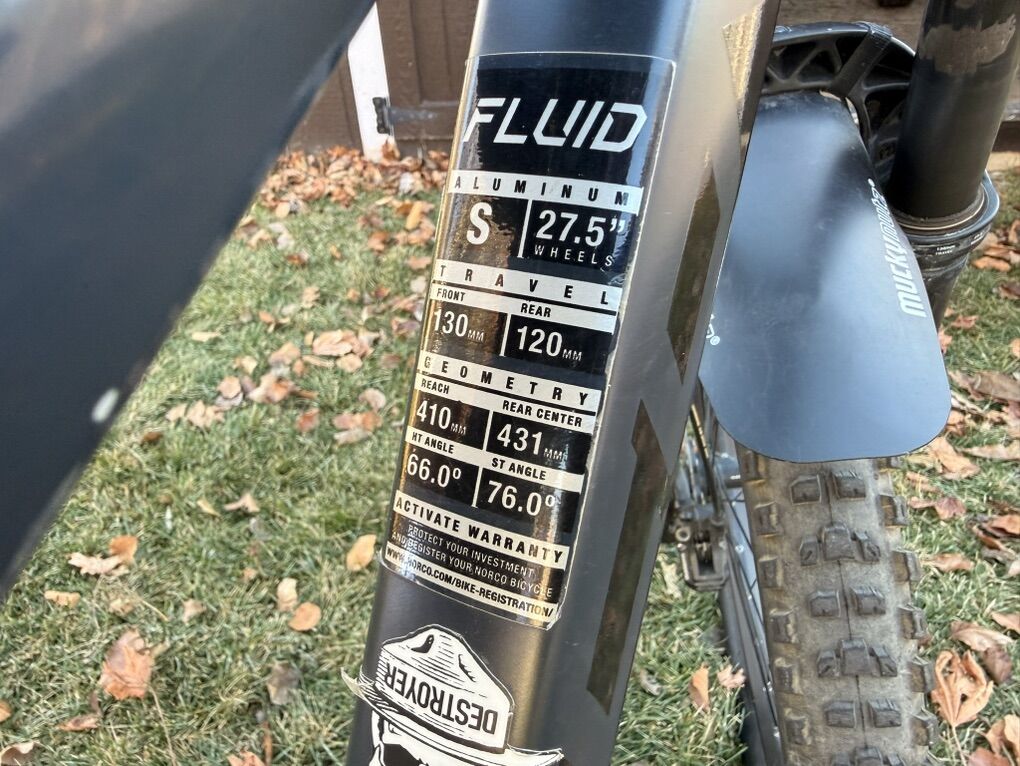 FLUID
ALUMINUM
S 27.5"
WHEELS
TRAVEL
FRONT REAR
130MM 120MM
GEOMETRY
REACH REAR CENTER
410MM 431MM
HT ANGLE ST ANGLE
66.0° 76.0°
ACTIVATE WARRANTY
PROTECT YOUR INVESTMENT
AND REGISTER YOUR NORCO BICYCLE
WWW.NORCO.COM/BIKE-REGISTRATION/
DESTROYER
MUCKYNUTZ®